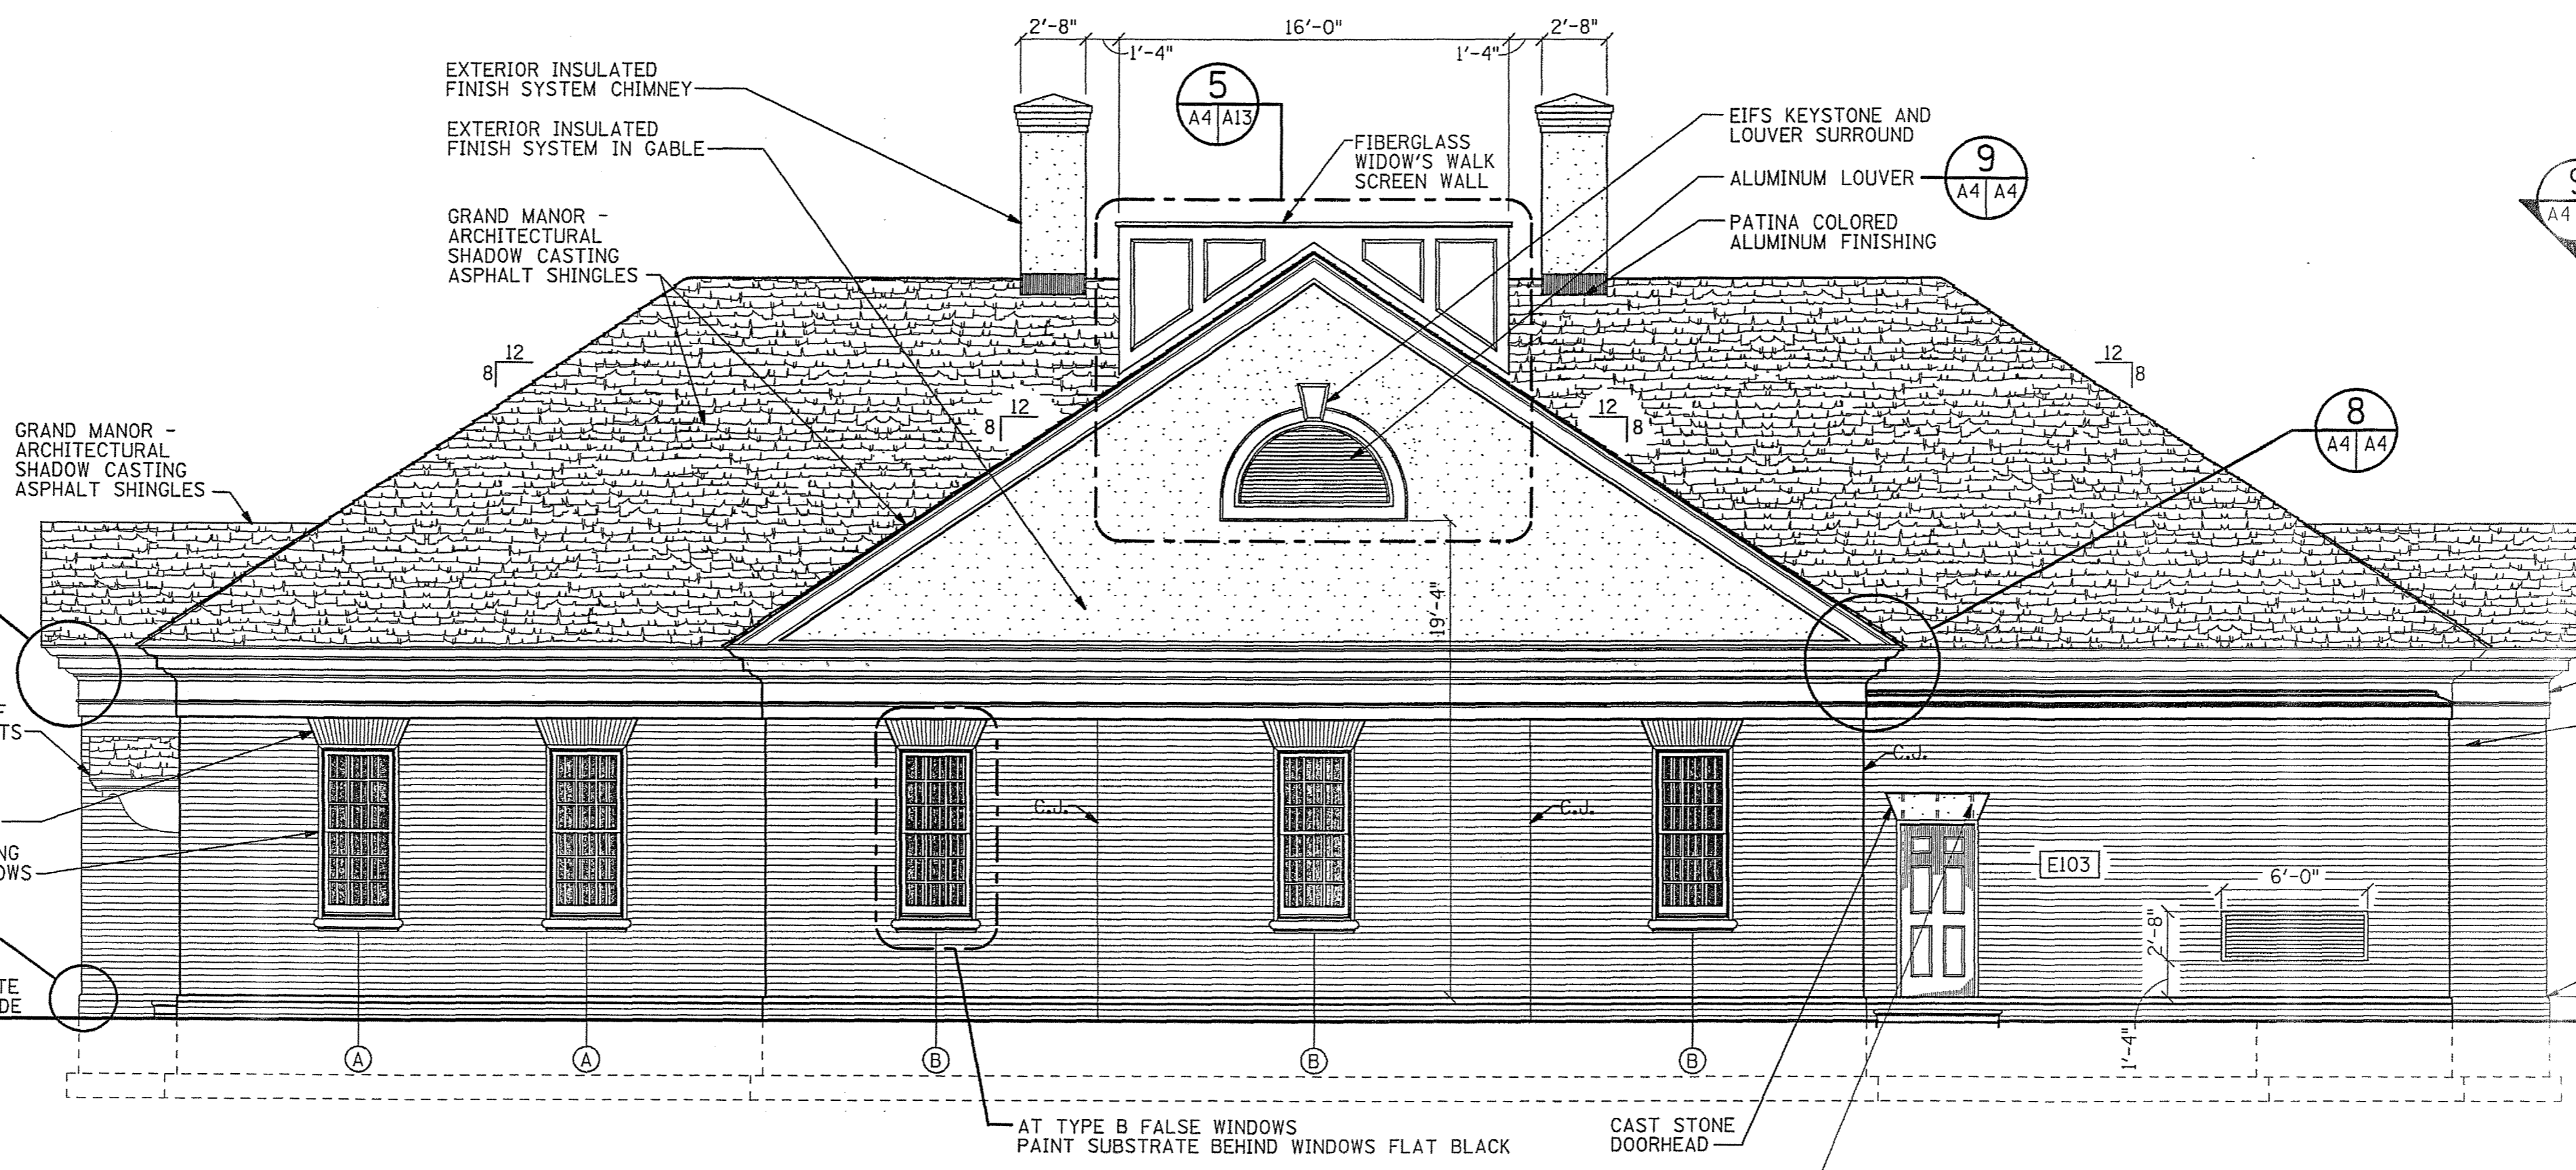 2'-8"
16'-0"
2'-8"
1'-4"
1'-4"
EXTERIOR INSULATED
FINISH SYSTEM CHIMNEY
5
A4 A13
EXTERIOR INSULATED
FINISH SYSTEM IN GABLE
FIBERGLASS
WIDOW'S WALK
SCREEN WALL
EIFS KEYSTONE AND
LOUVER SURROUND
ALUMINUM LOUVER
9
A4 A4
PATINA COLORED
ALUMINUM FINISHING
A4
GRAND MANOR -
ARCHITECTURAL
SHADOW CASTING
ASPHALT SHINGLES
12
8
12
8
12
8
12
8
8
A4 A4
GRAND MANOR -
ARCHITECTURAL
SHADOW CASTING
ASPHALT SHINGLES
19'-4"
TS
C.J.
C.J.
C.J.
NG
OWS
E103
6'-0"
2'-8"
TE
DE
1'-4"
A
A
B
B
B
AT TYPE B FALSE WINDOWS
PAINT SUBSTRATE BEHIND WINDOWS FLAT BLACK
CAST STONE
DOORHEAD